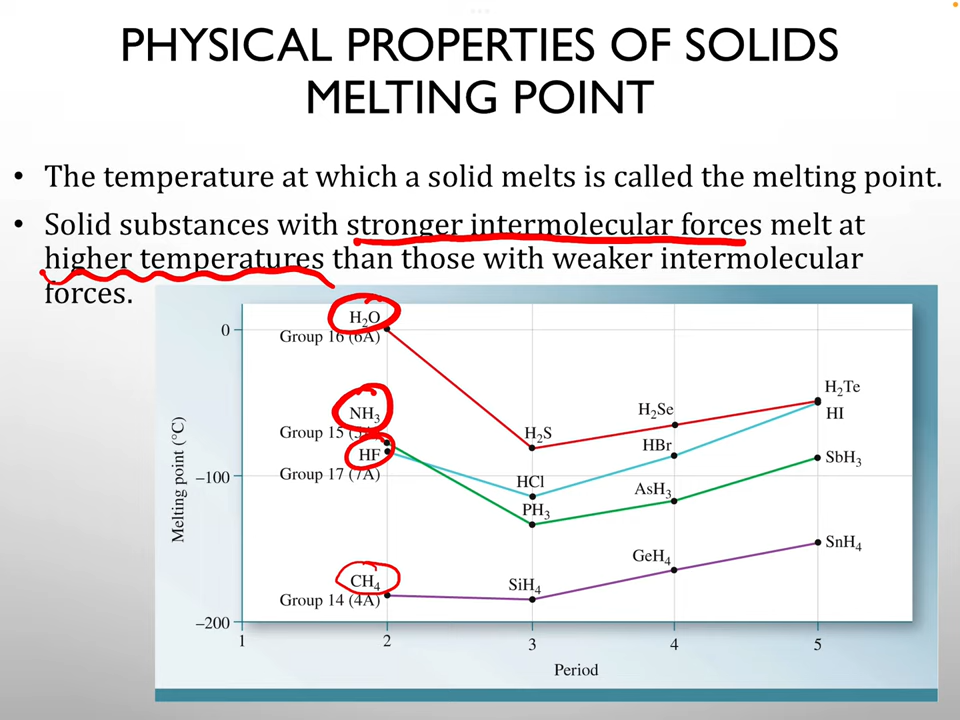 PHYSICAL PROPERTIES OF SOLIDS
MELTING POINT
• The temperature at which a solid melts is called the melting point.
• Solid substances with stronger intermolecular forces melt at
higher temperatures than those with weaker intermolecular
forces.
H₂O
0
Group 16 (6A)
H₂Te
NH₃
H₂Se
HI
Group 15 (5A)
H₂S
HBr
HF
SbH₃
Group 17 (7A)
−100
HCl
AsH₃
PH₃
Melting point (°C)
SnH₄
GeH₄
CH₄
SiH₄
Group 14 (4A)
−200
1 2 3 4 5
Period